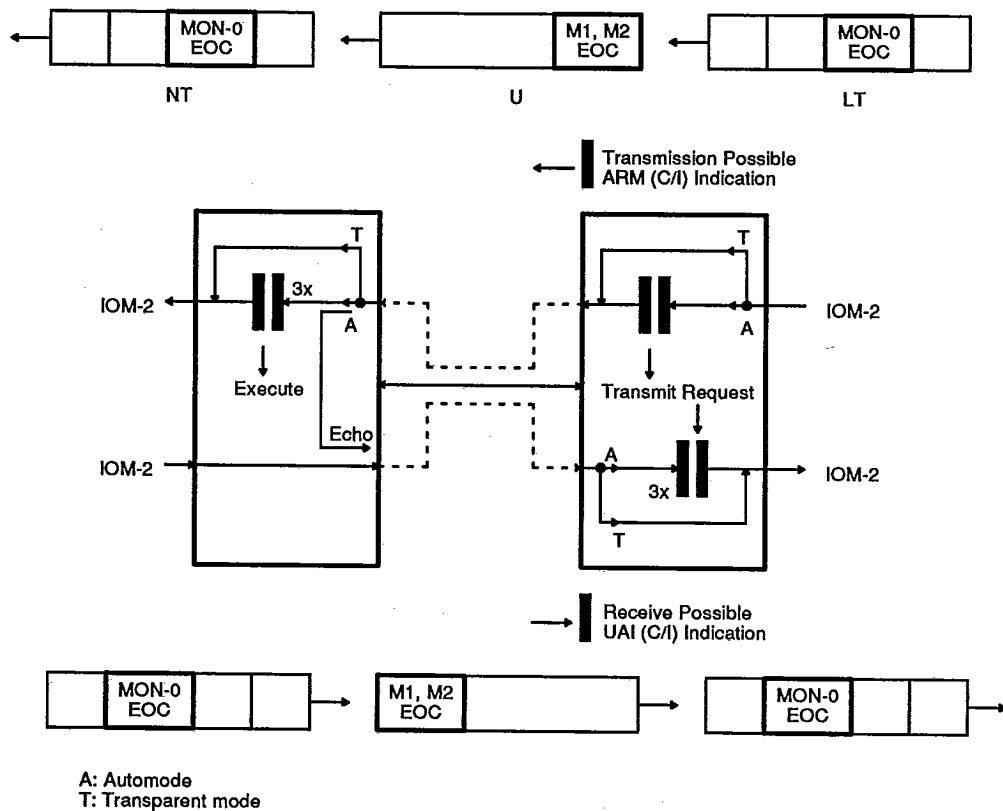 MON-0
EOC
M1, M2
EOC
MON-0
EOC
NT
U
LT
Transmission Possible
ARM (C/I) Indication
T
T
IOM-2
3x
A
A
IOM-2
Execute
Transmit Request
Echo
IOM-2
A
3x
IOM-2
T
Receive Possible
UAI (C/I) Indication
MON-0
EOC
M1, M2
EOC
MON-0
EOC
A: Automode
T: Transparent mode